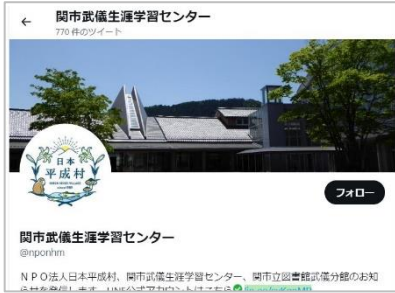 関市武儀生涯学習センター
770 件のツイート
日本
平成村
フォロー
関市武儀生涯学習センター
@nponhm
ＮＰＯ法人日本平成村、関市武儀生涯学習センター、関市立図書館武儀分館のお知
らせを発信します。LINE公式アカウントはこちら